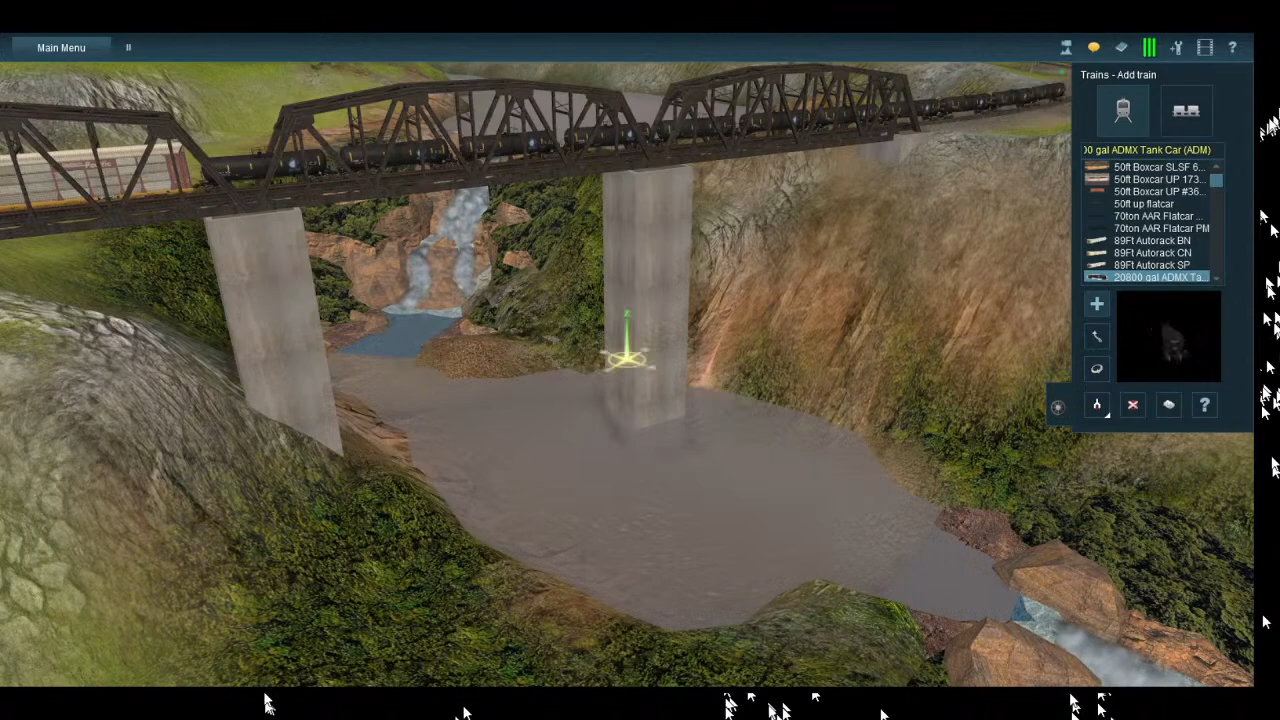 Main Menu
Trains - Add train
00 gal ADMX Tank Car (ADM)
50ft Boxcar SLSF 6...
50ft Boxcar UP 173...
50ft Boxcar UP #36...
50ft up flatcar
70ton AAR Flatcar ...
70ton AAR Flatcar PM
89Ft Autorack BN
89Ft Autorack CN
89Ft Autorack SP
20800 gal ADMX Ta...